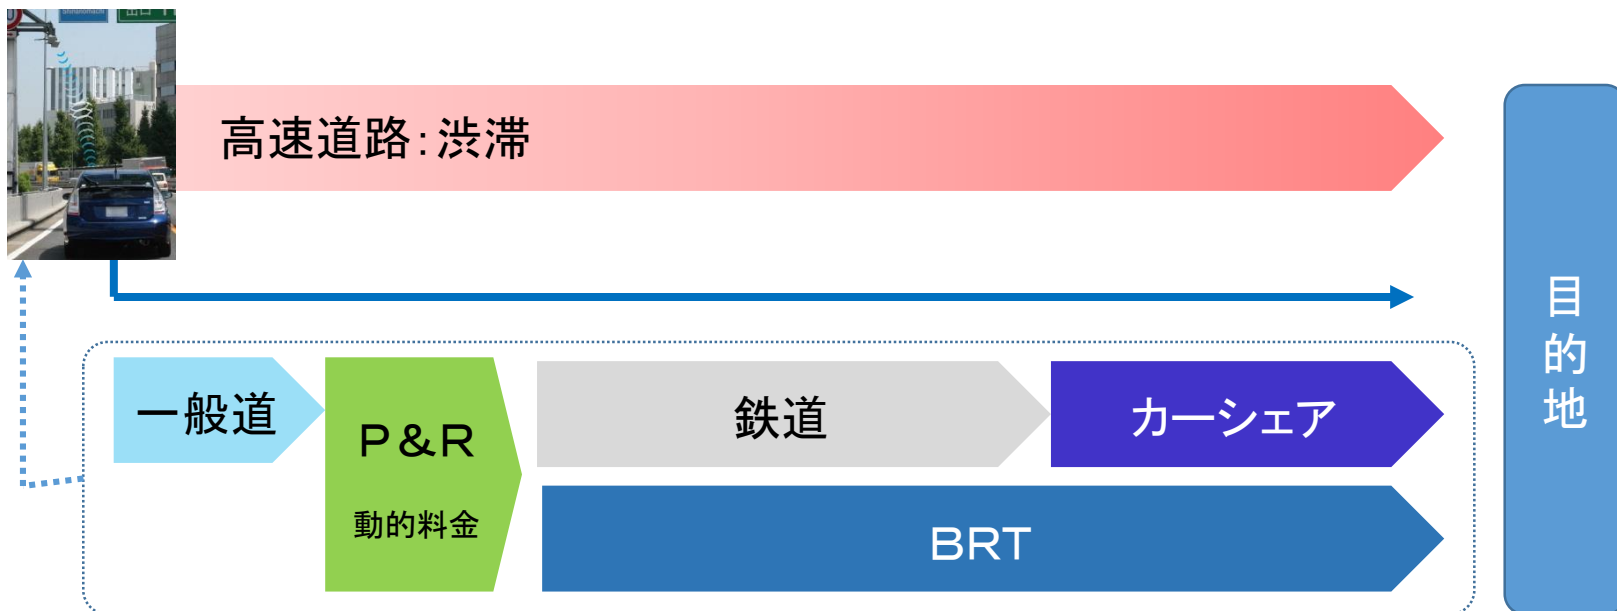 高速道路：渋滞
一般道
P&R
動的料金
鉄道
カーシェア
BRT
目的地